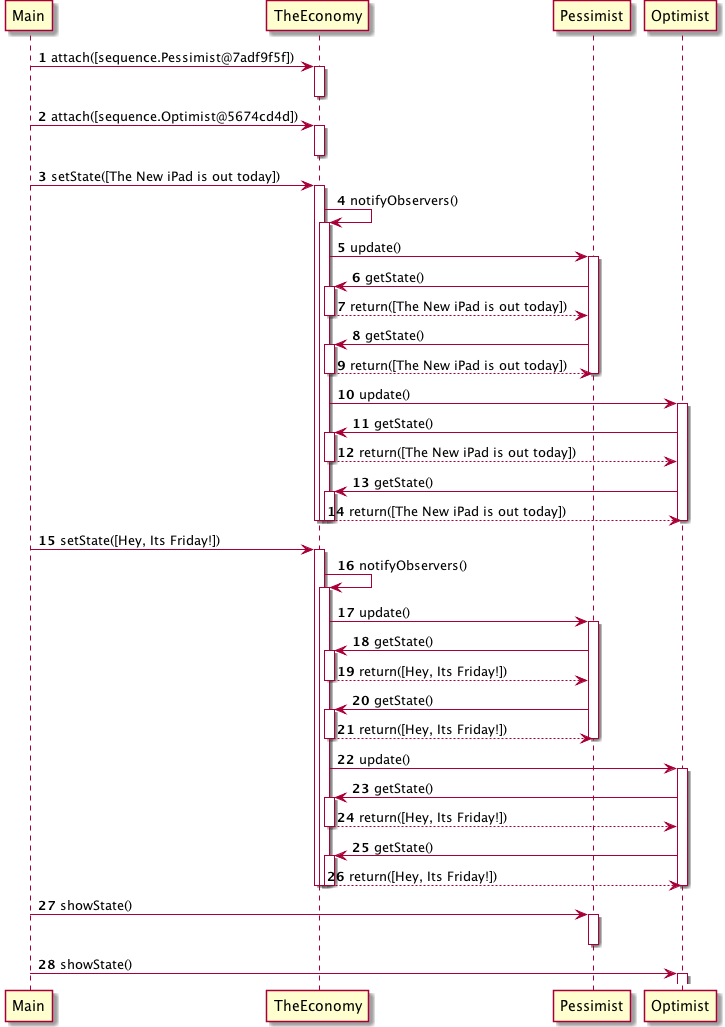 Main TheEconomy Pessimist Optimist
1 attach([sequence.Pessimist@7adf9f5f])
2 attach([sequence.Optimist@5674cd4d])
3 setState([The New iPad is out today])
4 notifyObservers()
5 update()
6 getState()
7 return([The New iPad is out today])
8 getState()
9 return([The New iPad is out today])
10 update()
11 getState()
12 return([The New iPad is out today])
13 getState()
14 return([The New iPad is out today])
15 setState([Hey, Its Friday!])
16 notifyObservers()
17 update()
18 getState()
19 return([Hey, Its Friday!])
20 getState()
21 return([Hey, Its Friday!])
22 update()
23 getState()
24 return([Hey, Its Friday!])
25 getState()
26 return([Hey, Its Friday!])
27 showState()
28 showState()
Main TheEconomy Pessimist Optimist